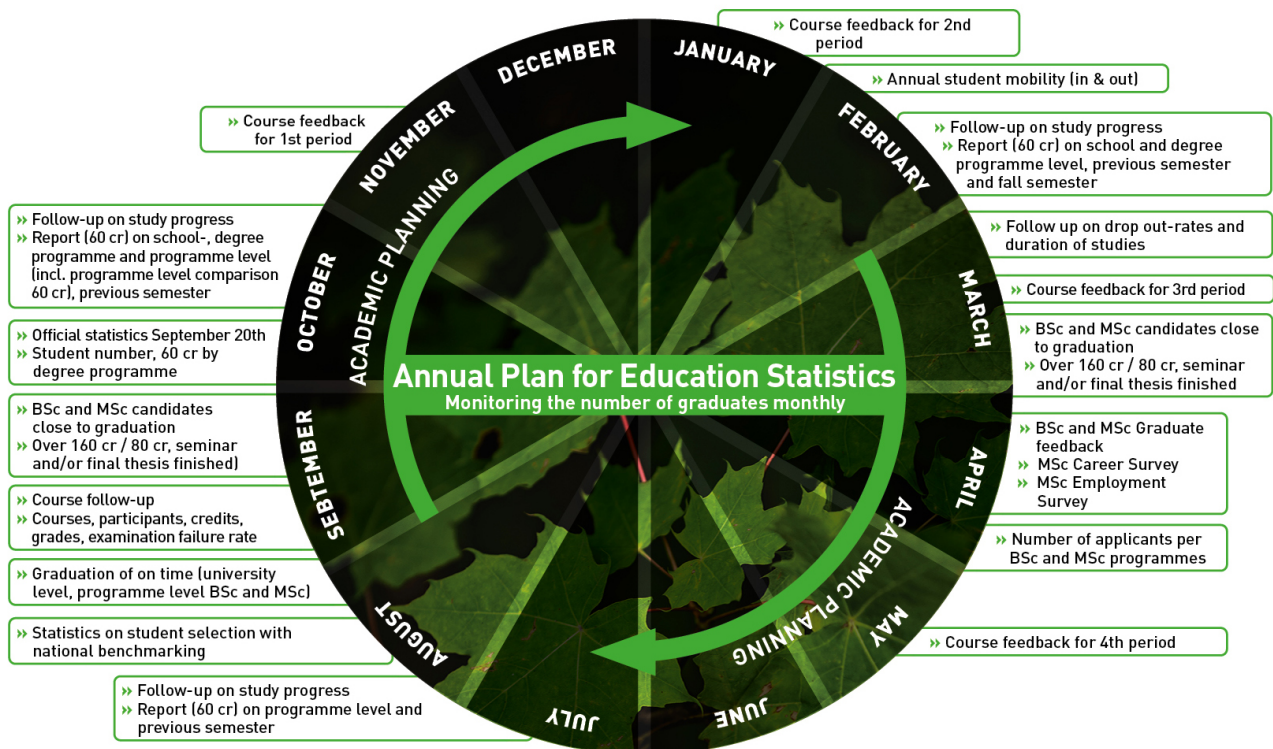 Annual Plan for Education Statistics
Monitoring the number of graduates monthly
JANUARY
FEBRUARY
MARCH
APRIL
MAY
JUNE
JULY
AUGUST
SEBTEMBER
OCTOBER
NOVEMBER
DECEMBER
ACADEMIC PLANNING
ACADEMIC PLANNING
›› Course feedback for 2nd
period
›› Annual student mobility (in & out)
›› Follow-up on study progress
›› Report (60 cr) on school and degree
programme level, previous semester
and fall semester
›› Follow up on drop out-rates and
duration of studies
›› Course feedback for 3rd period
›› BSc and MSc candidates close
to graduation
›› Over 160 cr / 80 cr, seminar
and/or final thesis finished
›› BSc and MSc Graduate
feedback
›› MSc Career Survey
›› MSc Employment
Survey
›› Number of applicants per
BSc and MSc programmes
›› Course feedback for 4th period
›› Follow-up on study progress
›› Report (60 cr) on programme level and
previous semester
›› Statistics on student selection with
national benchmarking
›› Graduation of on time (university
level, programme level BSc and MSc)
›› Course follow-up
›› Courses, participants, credits,
grades, examination failure rate
›› BSc and MSc candidates
close to graduation
›› Over 160 cr / 80 cr, seminar
and/or final thesis finished)
›› Official statistics September 20th
›› Student number, 60 cr by
degree programme
›› Follow-up on study progress
›› Report (60 cr) on school-, degree
programme and programme level
(incl. programme level comparison
60 cr), previous semester
›› Course feedback
for 1st period